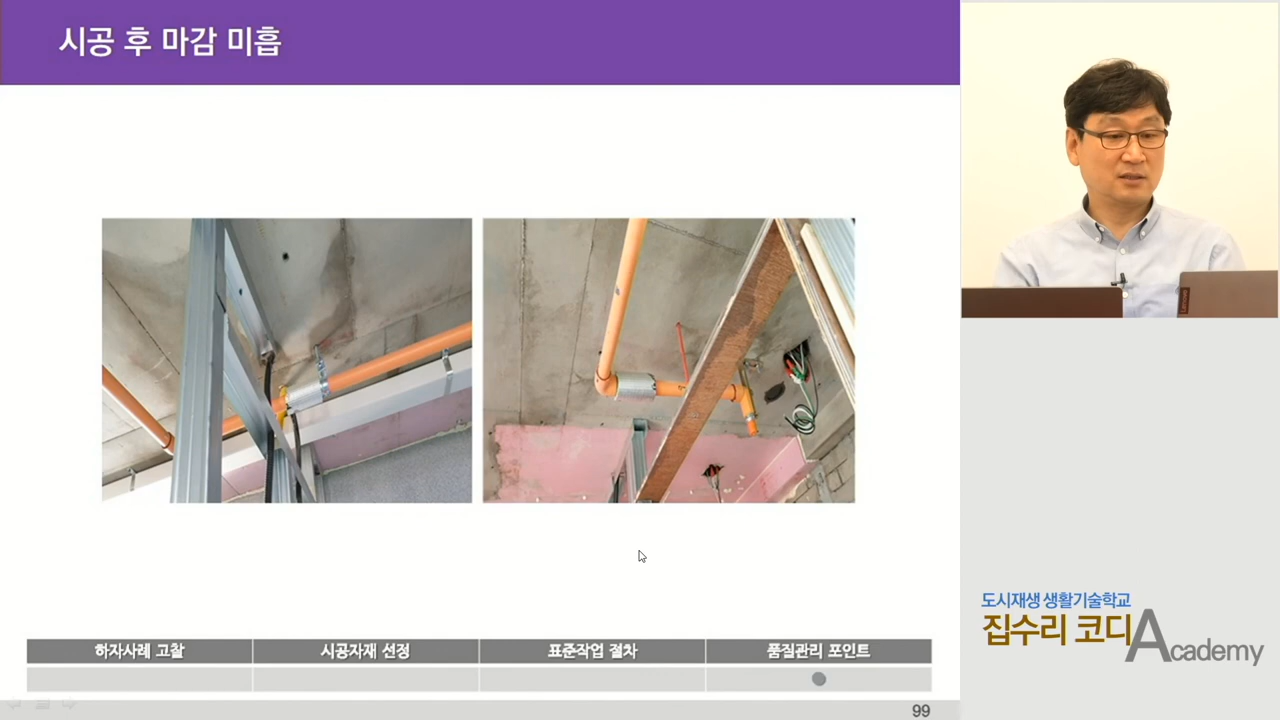 시공 후 마감 미흡
하자사례 고찰
시공자재 선정
표준작업 절차
품질관리 포인트
99
도시재생 생활기술학교
집수리 코디 Academy
Lenovo